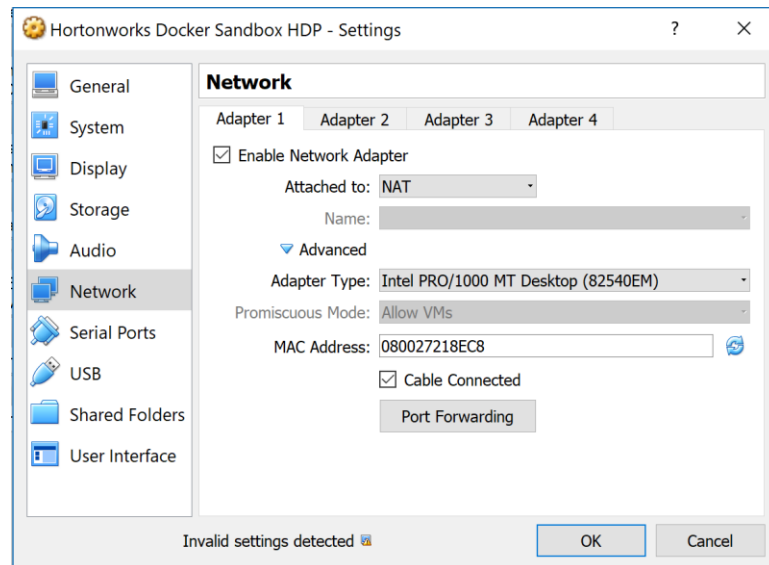 Hortonworks Docker Sandbox HDP - Settings ?
General
System
Display
Storage
Audio
Network
Serial Ports
USB
Shared Folders
User Interface
Network
Adapter 1 Adapter 2 Adapter 3 Adapter 4
Enable Network Adapter
Attached to: NAT
Name:
Advanced
Adapter Type: Intel PRO/1000 MT Desktop (82540EM)
Promiscuous Mode: Allow VMs
MAC Address: 080027218EC8
Cable Connected
Port Forwarding
Invalid settings detected OK Cancel